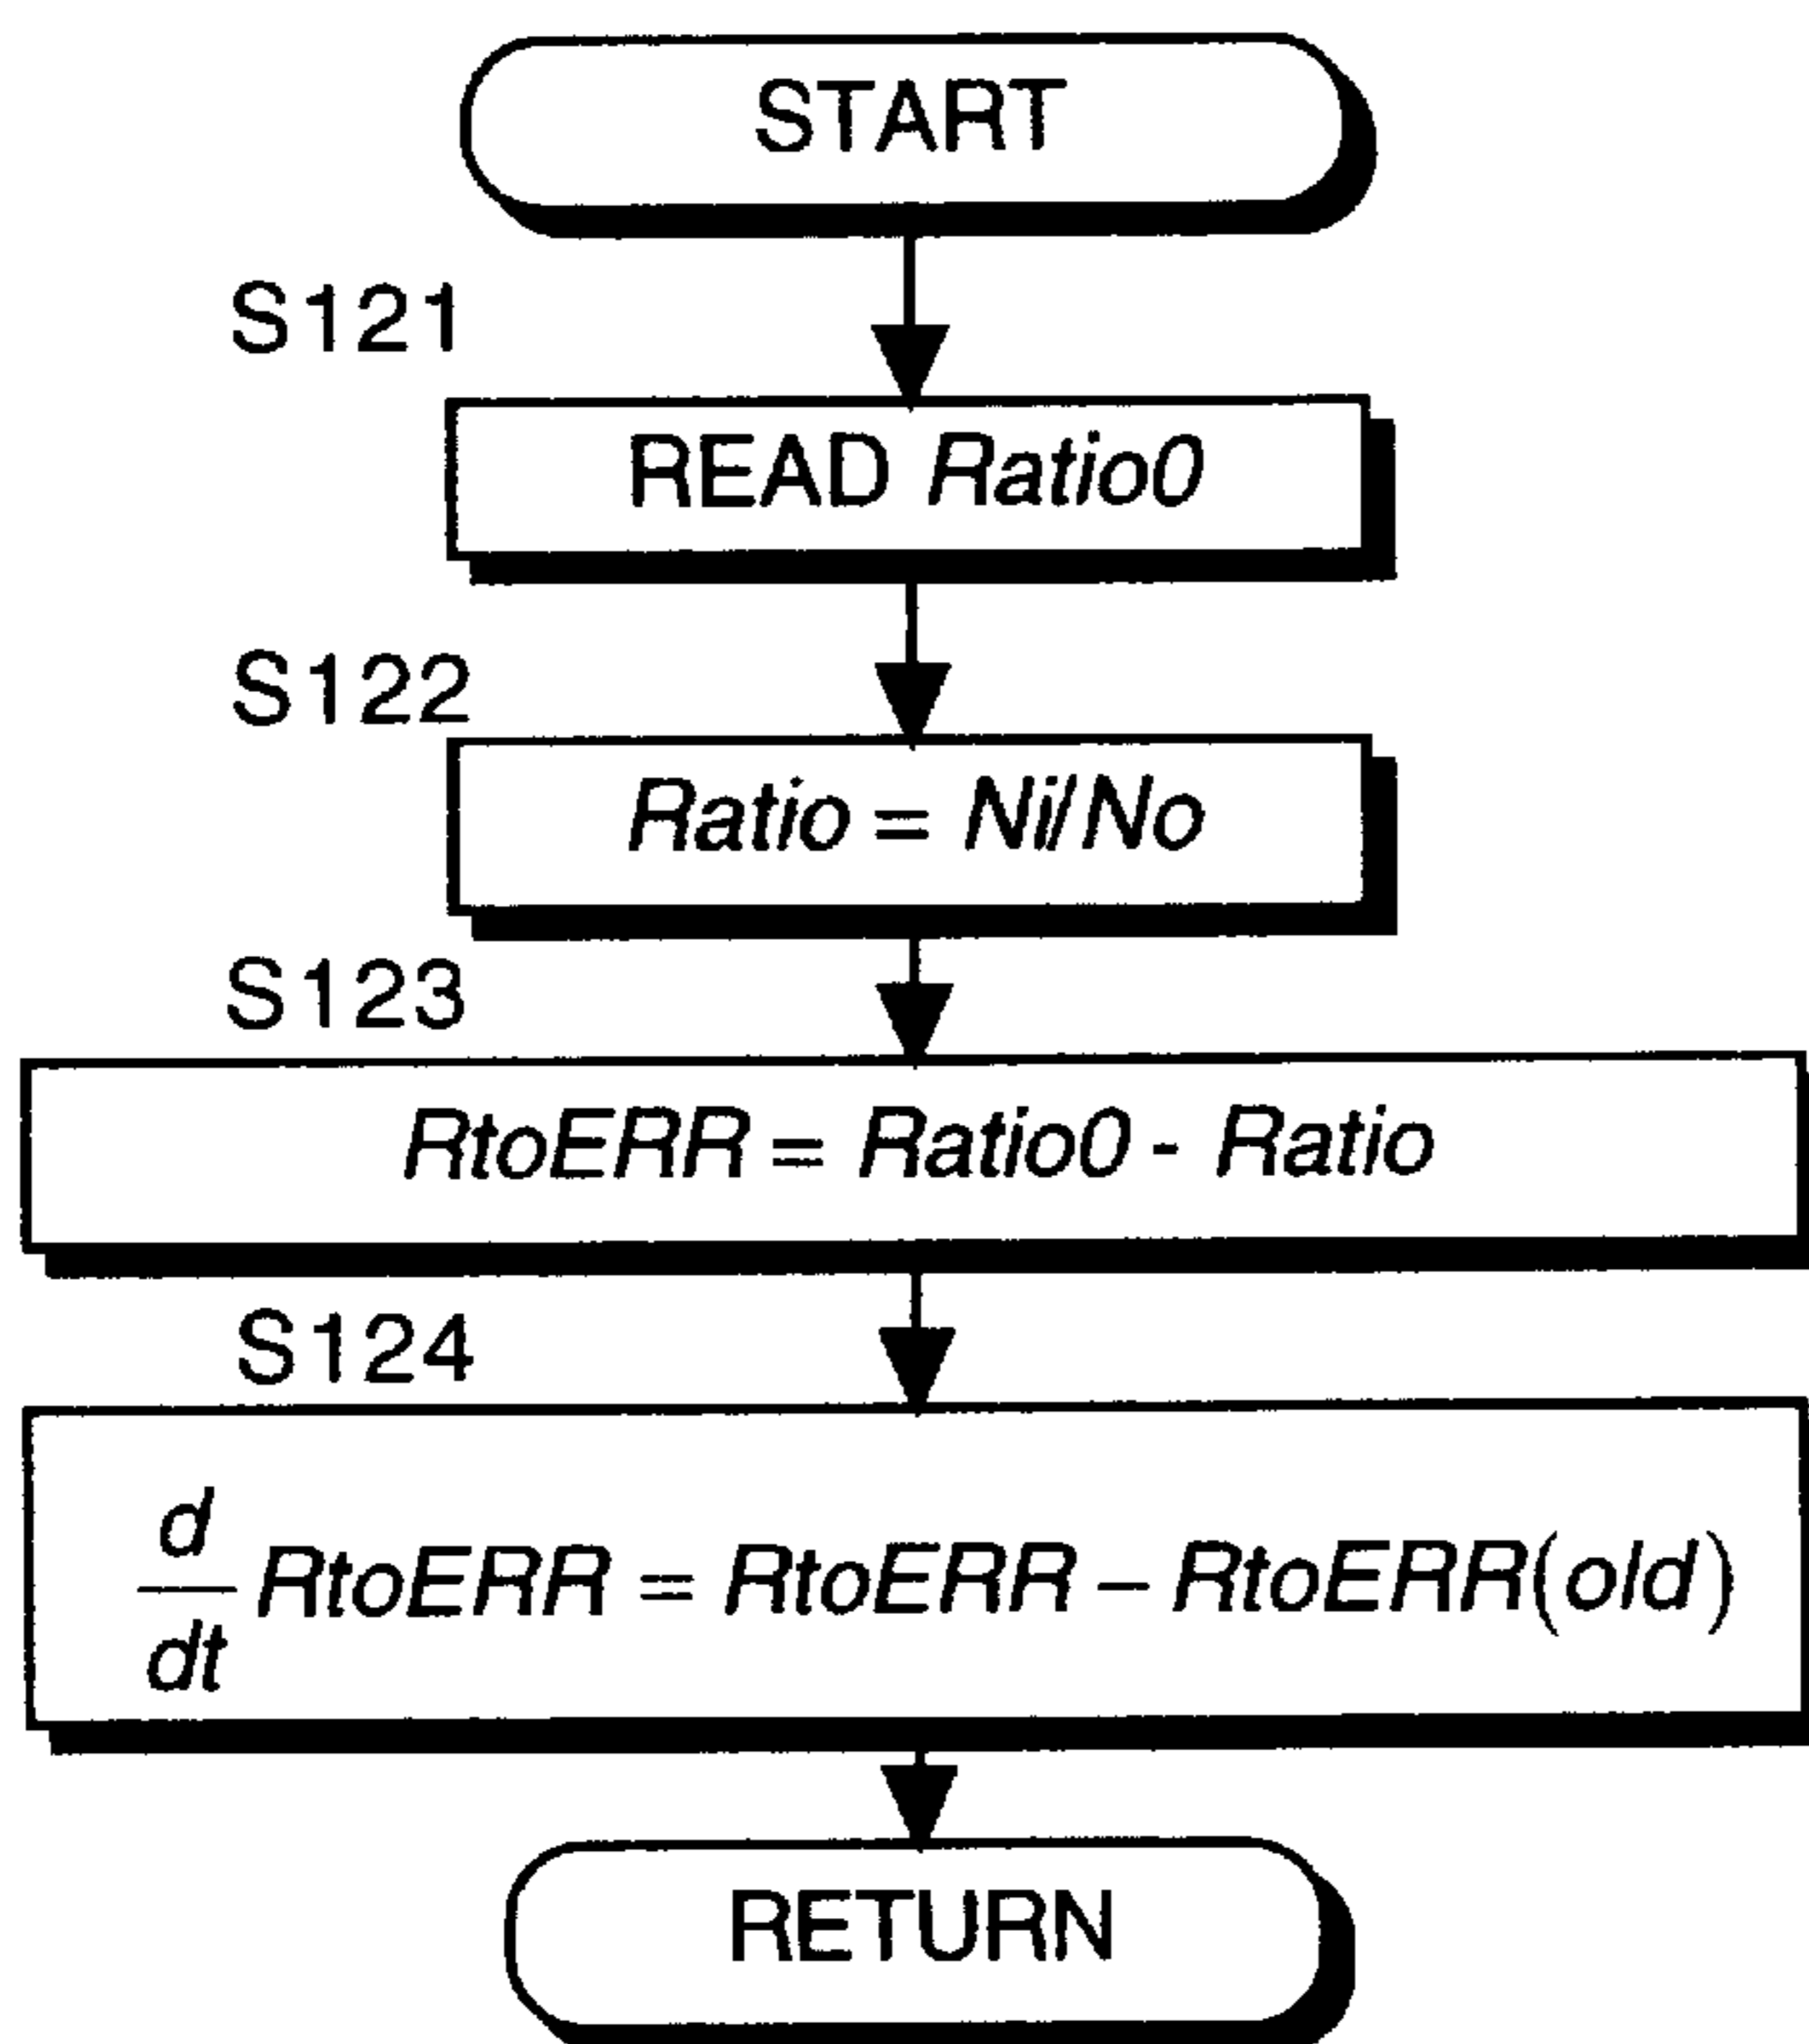 START
S121
READ Ratio0
S122
Ratio = Ni/No
S123
RtoERR = Ratio0 - Ratio
S124
d/dt RtoERR = RtoERR – RtoERR(old)
RETURN